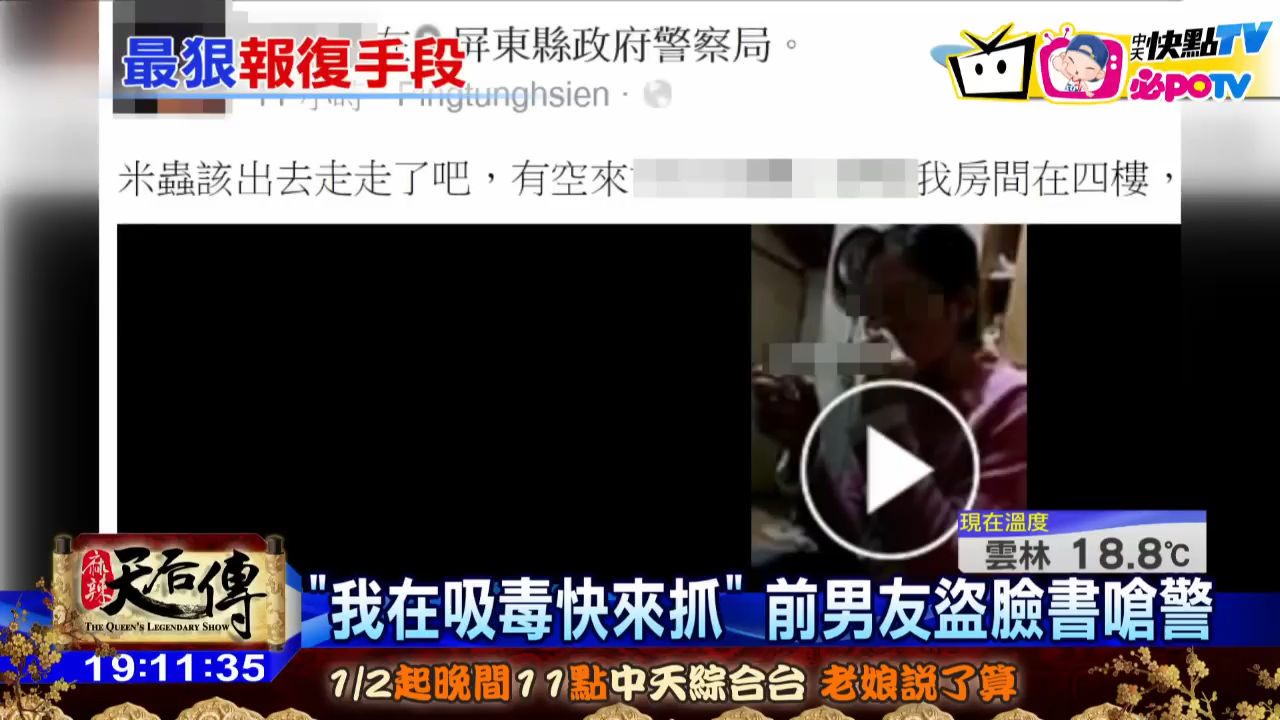 最狠報復手段
在 屏東縣政府警察局。
Pingtunghsien ·
中天快點TV
必POTV
米蟲該出去走走了吧，有空來
我房間在四樓，
現在溫度
雲林 18.8℃
麻辣天后傳
THE QUEEN'S LEGENDARY SHOW
"我在吸毒快來抓" 前男友盜臉書嗆警
19:11:35
1/2起晚間11點中天綜合台 老娘說了算